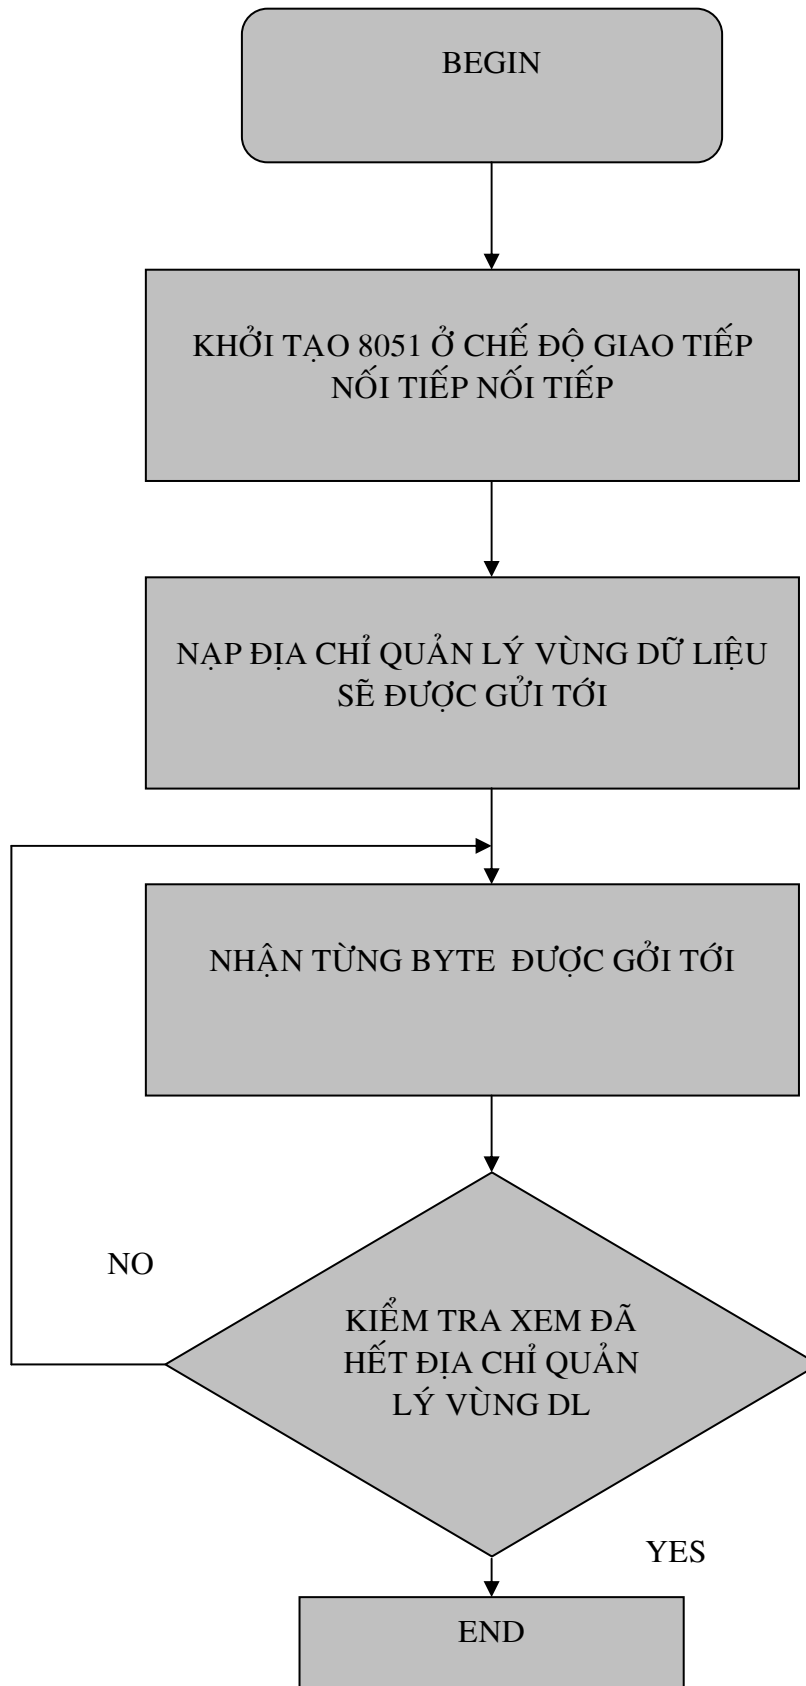 BEGIN
KHỞI TẠO 8051 Ở CHẾ ĐỘ GIAO TIẾP
NỐI TIẾP NỐI TIẾP
NẠP ĐỊA CHỈ QUẢN LÝ VÙNG DỮ LIỆU
SẼ ĐƯỢC GỬI TỚI
NHẬN TỪNG BYTE ĐƯỢC GỞI TỚI
NO
KIỂM TRA XEM ĐÃ
HẾT ĐỊA CHỈ QUẢN
LÝ VÙNG DL
YES
END